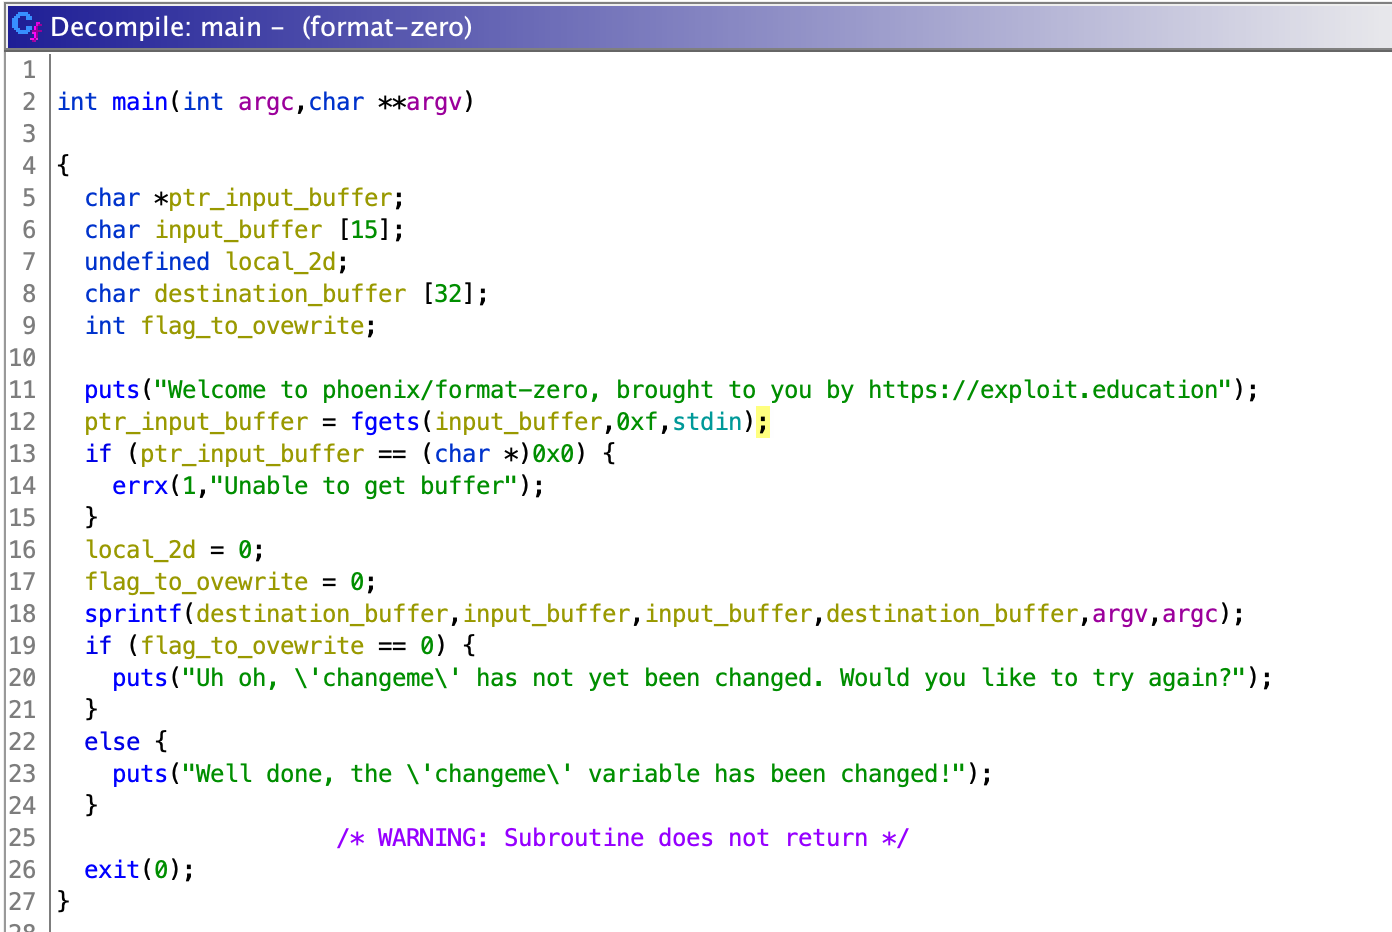 Decompile: main - (format-zero)
1
2 int main(int argc,char **argv)
3
4 {
5 char *ptr_input_buffer;
6 char input_buffer [15];
7 undefined local_2d;
8 char destination_buffer [32];
9 int flag_to_ovewrite;
10
11 puts("Welcome to phoenix/format-zero, brought to you by https://exploit.education");
12 ptr_input_buffer = fgets(input_buffer,0xf,stdin);
13 if (ptr_input_buffer == (char *)0x0) {
14 errx(1,"Unable to get buffer");
15 }
16 local_2d = 0;
17 flag_to_ovewrite = 0;
18 sprintf(destination_buffer,input_buffer,input_buffer,destination_buffer,argv,argc);
19 if (flag_to_ovewrite == 0) {
20 puts("Uh oh, \'changeme\' has not yet been changed. Would you like to try again?");
21 }
22 else {
23 puts("Well done, the \'changeme\' variable has been changed!");
24 }
25 /* WARNING: Subroutine does not return */
26 exit(0);
27 }
28